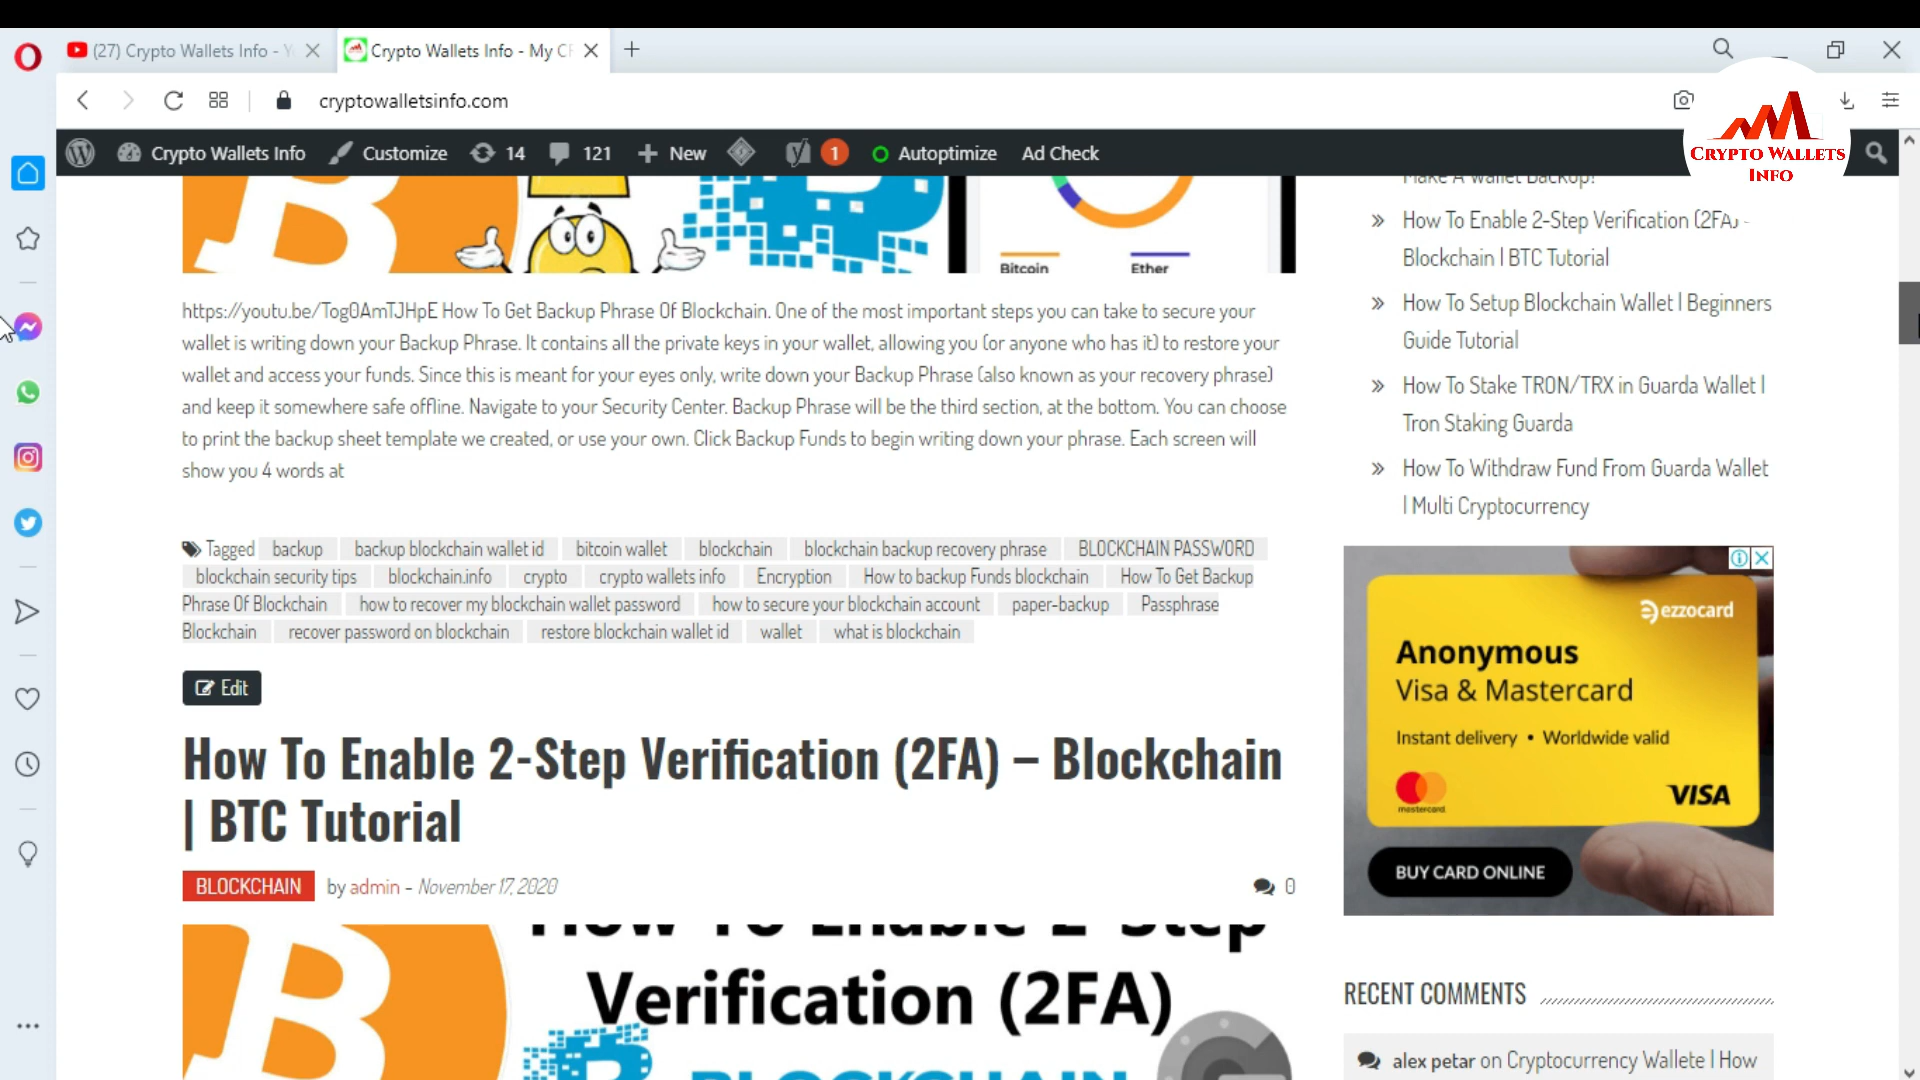 (27) Crypto Wallets Info - Y
Crypto Wallets Info - My C
cryptowalletsinfo.com
Crypto Wallets Info Customize 14 121 New 1 Autoptimize Ad Check
CRYPTO WALLETS
INFO
Bitcoin Ether
https://youtu.be/TogOAmTJHpE How To Get Backup Phrase Of Blockchain. One of the most important steps you can take to secure your
wallet is writing down your Backup Phrase. It contains all the private keys in your wallet, allowing you (or anyone who has it) to restore your
wallet and access your funds. Since this is meant for your eyes only, write down your Backup Phrase (also known as your recovery phrase)
and keep it somewhere safe offline. Navigate to your Security Center. Backup Phrase will be the third section, at the bottom. You can choose
to print the backup sheet template we created, or use your own. Click Backup Funds to begin writing down your phrase. Each screen will
show you 4 words at
Tagged backup backup blockchain wallet id bitcoin wallet blockchain blockchain backup recovery phrase BLOCKCHAIN PASSWORD
blockchain security tips blockchain.info crypto crypto wallets info Encryption How to backup Funds blockchain How To Get Backup
Phrase Of Blockchain how to recover my blockchain wallet password how to secure your blockchain account paper-backup Passphrase
Blockchain recover password on blockchain restore blockchain wallet id wallet what is blockchain
Edit
How To Enable 2-Step Verification (2FA) – Blockchain
| BTC Tutorial
BLOCKCHAIN by admin - November 17, 2020 0
How To Enable 2-Step
Verification (2FA)
BLOCKCHAIN
Make A Wallet Backup?
» How To Enable 2-Step Verification (2FA) -
Blockchain | BTC Tutorial
» How To Setup Blockchain Wallet | Beginners
Guide Tutorial
» How To Stake TRON/TRX in Guarda Wallet |
Tron Staking Guarda
» How To Withdraw Fund From Guarda Wallet
| Multi Cryptocurrency
ezzocard
Anonymous
Visa & Mastercard
Instant delivery • Worldwide valid
mastercard. VISA
BUY CARD ONLINE
RECENT COMMENTS
alex petar on Cryptocurrency Wallete | How